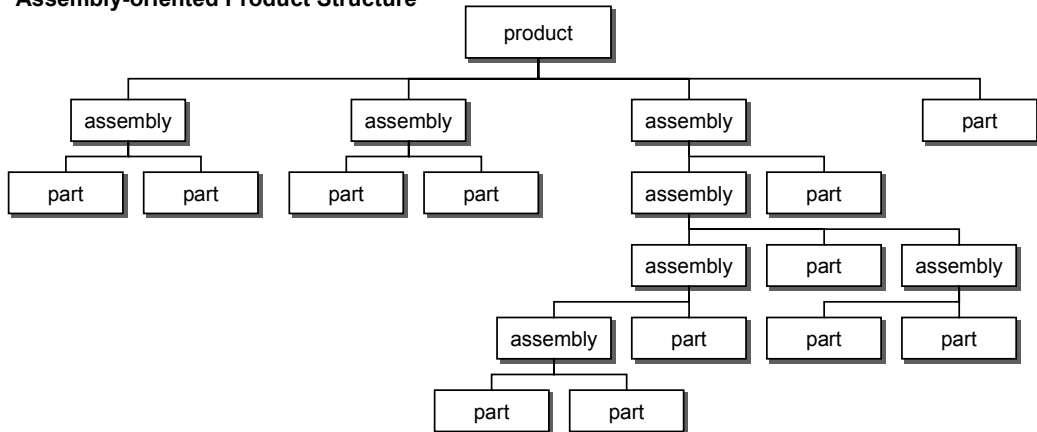 Assembly-oriented Product Structure
product
assembly assembly assembly part
part part part part assembly part
assembly part assembly
assembly part part part
part part